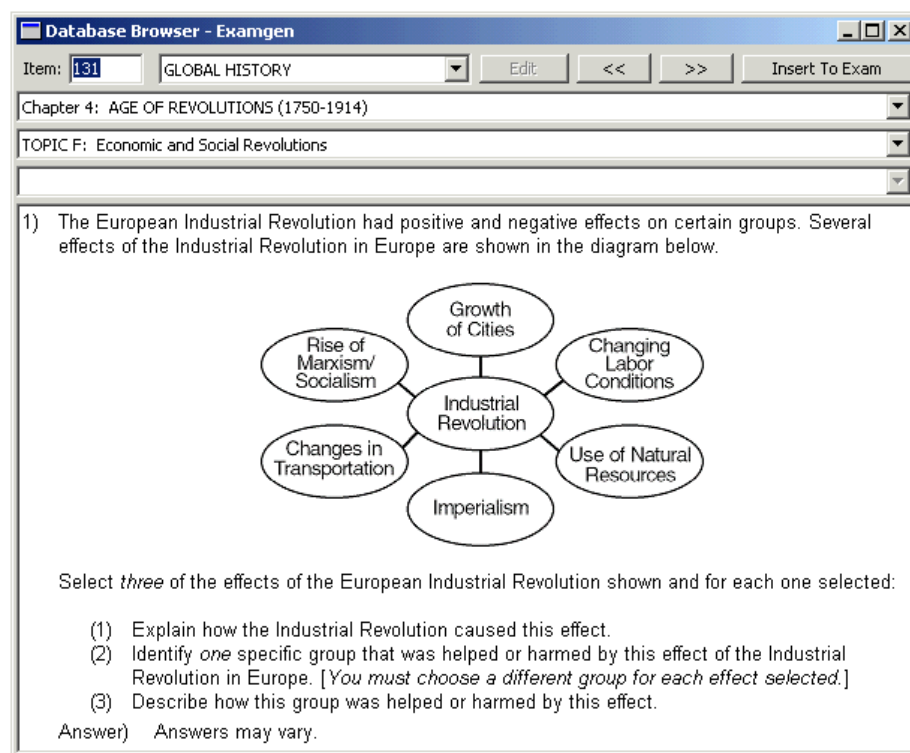 Database Browser - Examgen
Item: 131 GLOBAL HISTORY Edit << >> Insert To Exam
Chapter 4: AGE OF REVOLUTIONS (1750-1914)
TOPIC F: Economic and Social Revolutions
1) The European Industrial Revolution had positive and negative effects on certain groups. Several
effects of the Industrial Revolution in Europe are shown in the diagram below.
Growth
of Cities
Rise of
Marxism/
Socialism
Changing
Labor
Conditions
Industrial
Revolution
Changes in
Transportation
Use of Natural
Resources
Imperialism
Select three of the effects of the European Industrial Revolution shown and for each one selected:
(1) Explain how the Industrial Revolution caused this effect.
(2) Identify one specific group that was helped or harmed by this effect of the Industrial
Revolution in Europe. [You must choose a different group for each effect selected.]
(3) Describe how this group was helped or harmed by this effect.
Answer) Answers may vary.